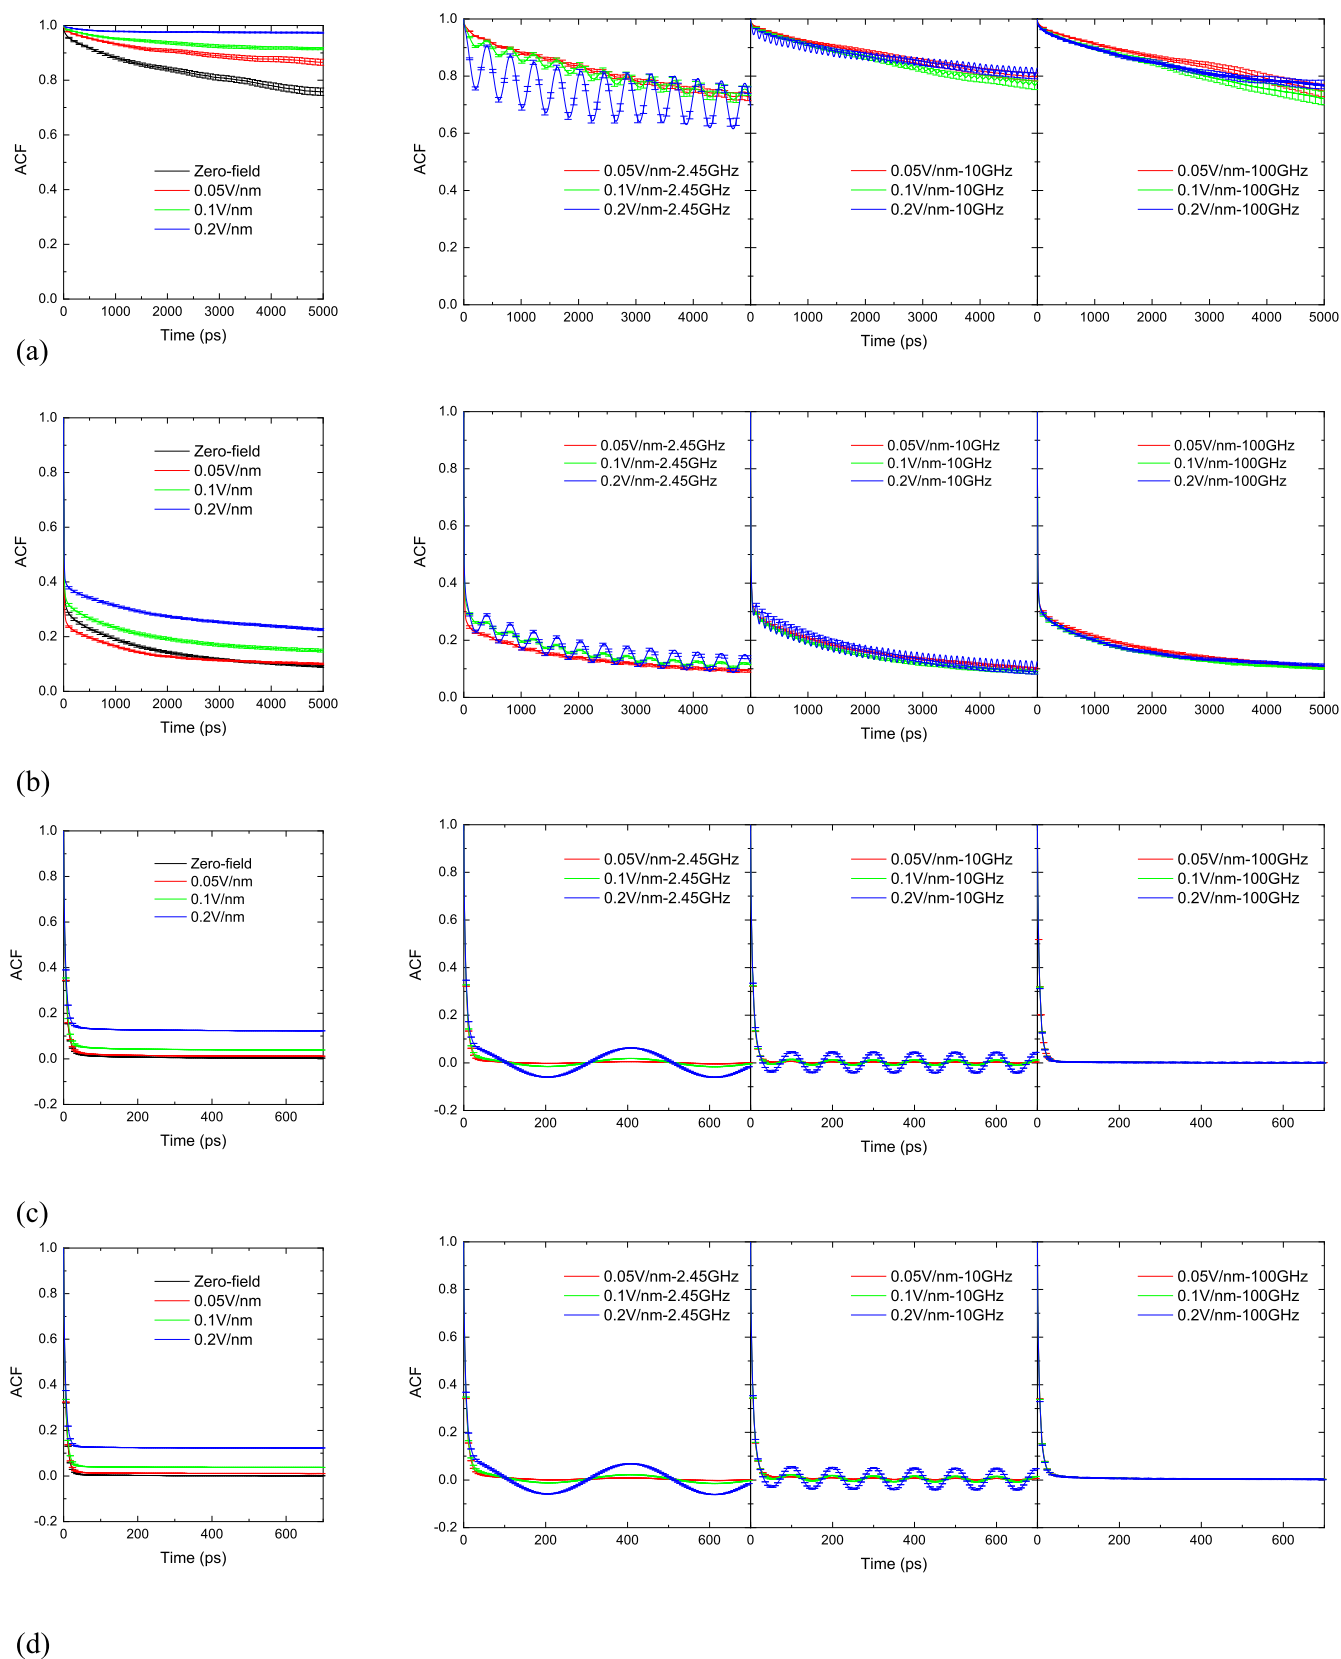 ACF
1.0
0.8
0.6
0.4
0.2
0.0
Zero-field
0.05V/nm
0.1V/nm
0.2V/nm
0 1000 2000 3000 4000 5000
Time (ps)
ACF
1.0
0.8
0.6
0.4
0.2
0.0
0.05V/nm-2.45GHz
0.1V/nm-2.45GHz
0.2V/nm-2.45GHz
0.05V/nm-10GHz
0.1V/nm-10GHz
0.2V/nm-10GHz
0.05V/nm-100GHz
0.1V/nm-100GHz
0.2V/nm-100GHz
0 1000 2000 3000 4000 0 1000 2000 3000 4000 0 1000 2000 3000 4000 5000
Time (ps)
(a)
ACF
1.0
0.8
0.6
0.4
0.2
0.0
Zero-field
0.05V/nm
0.1V/nm
0.2V/nm
0 1000 2000 3000 4000 5000
Time (ps)
ACF
1.0
0.8
0.6
0.4
0.2
0.0
0.05V/nm-2.45GHz
0.1V/nm-2.45GHz
0.2V/nm-2.45GHz
0.05V/nm-10GHz
0.1V/nm-10GHz
0.2V/nm-10GHz
0.05V/nm-100GHz
0.1V/nm-100GHz
0.2V/nm-100GHz
0 1000 2000 3000 4000 0 1000 2000 3000 4000 0 1000 2000 3000 4000 5000
Time (ps)
(b)
ACF
1.0
0.8
0.6
0.4
0.2
0.0
-0.2
Zero-field
0.05V/nm
0.1V/nm
0.2V/nm
0 200 400 600
Time (ps)
ACF
1.0
0.8
0.6
0.4
0.2
0.0
-0.2
0.05V/nm-2.45GHz
0.1V/nm-2.45GHz
0.2V/nm-2.45GHz
0.05V/nm-10GHz
0.1V/nm-10GHz
0.2V/nm-10GHz
0.05V/nm-100GHz
0.1V/nm-100GHz
0.2V/nm-100GHz
0 200 400 600 0 200 400 600 0 200 400 600
Time (ps)
(c)
ACF
1.0
0.8
0.6
0.4
0.2
0.0
-0.2
Zero-field
0.05V/nm
0.1V/nm
0.2V/nm
0 200 400 600
Time (ps)
ACF
1.0
0.8
0.6
0.4
0.2
0.0
-0.2
0.05V/nm-2.45GHz
0.1V/nm-2.45GHz
0.2V/nm-2.45GHz
0.05V/nm-10GHz
0.1V/nm-10GHz
0.2V/nm-10GHz
0.05V/nm-100GHz
0.1V/nm-100GHz
0.2V/nm-100GHz
0 200 400 600 0 200 400 600 0 200 400 600
Time (ps)
(d)